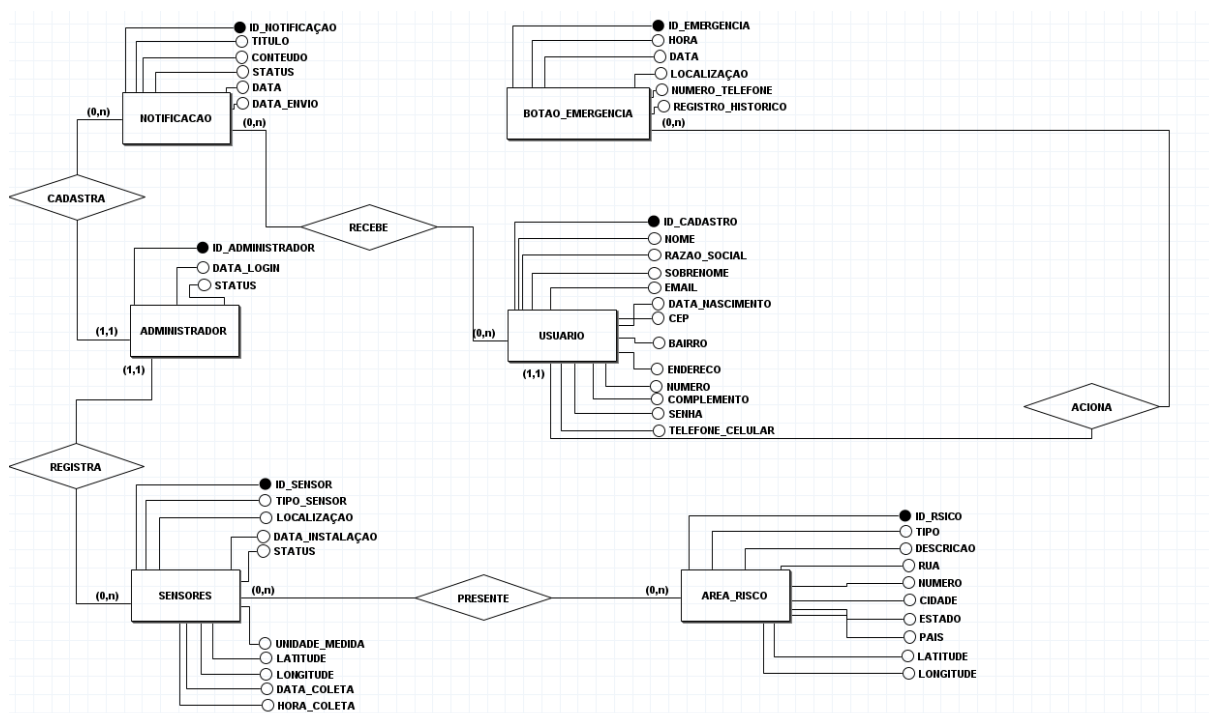 ID_NOTIFICAÇAO
TITULO
CONTEUDO
STATUS
DATA
DATA_ENVIO
(0,n)
NOTIFICACAO
(0,n)
ID_EMERGENCIA
HORA
DATA
LOCALIZAÇAO
NUMERO_TELEFONE
REGISTRO_HISTORICO
BOTAO_EMERGENCIA
(0,n)
CADASTRA
RECEBE
ID_ADMINISTRADOR
DATA_LOGIN
STATUS
(1,1)
ADMINISTRADOR
(1,1)
ID_CADASTRO
NOME
RAZAO_SOCIAL
SOBRENOME
EMAIL
DATA_NASCIMENTO
CEP
(0,n)
USUARIO
BAIRRO
(1,1)
ENDERECO
NUMERO
COMPLEMENTO
SENHA
TELEFONE_CELULAR
ACIONA
REGISTRA
ID_SENSOR
TIPO_SENSOR
LOCALIZAÇAO
DATA_INSTALAÇAO
STATUS
(0,n)
SENSORES
(0,n)
UNIDADE_MEDIDA
LATITUDE
LONGITUDE
DATA_COLETA
HORA_COLETA
PRESENTE
(0,n)
AREA_RISCO
ID_RSICO
TIPO
DESCRICAO
RUA
NUMERO
CIDADE
ESTADO
PAIS
LATITUDE
LONGITUDE